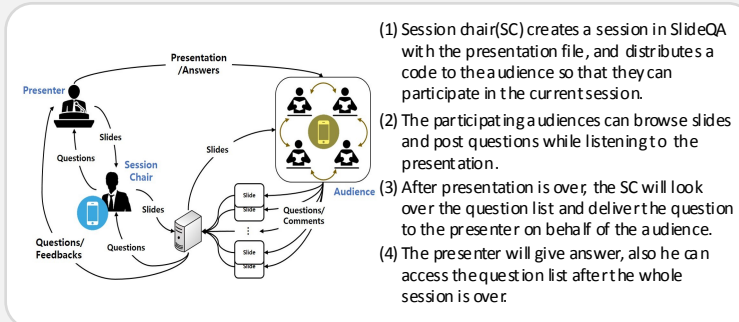 Presentation
/Answers
Presenter
Slides
Questions
Session
Chair
Slides
Slides
Audience
Slide
Slide
⋮
Slide
Slide
Questions/
Comments
Questions
Questions/
Feedbacks
(1) Session chair(SC) creates a session in SlideQA
with the presentation file, and distributes a
code to the audience so that they can
participate in the current session.
(2) The participating audiences can browse slides
and post questions while listening to the
presentation.
(3) After presentation is over, the SC will look
over the question list and deliver the question
to the presenter on behalf of the audience.
(4) The presenter will give answer, also he can
access the question list after the whole
session is over.